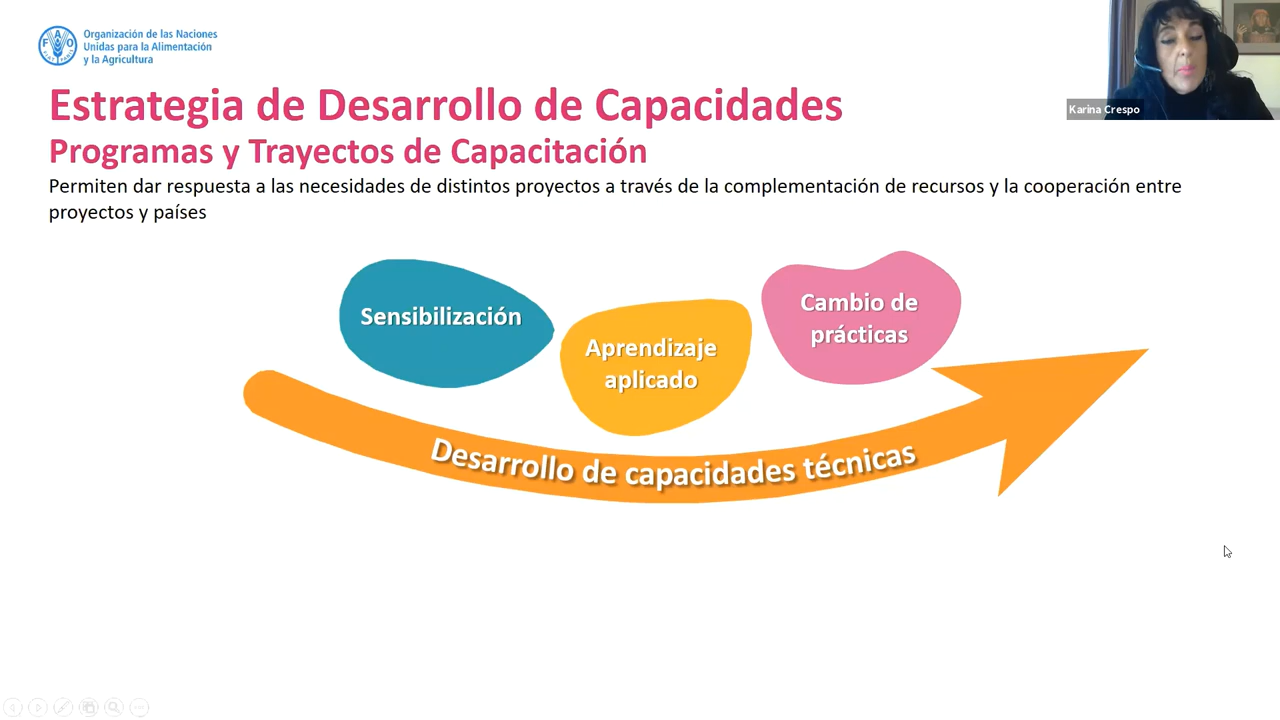 Organización de las Naciones
Unidas para la Alimentación
y la Agricultura
F A O
FIAT PANIS
Karina Crespo
Estrategia de Desarrollo de Capacidades
Programas y Trayectos de Capacitación
Permiten dar respuesta a las necesidades de distintos proyectos a través de la complementación de recursos y la cooperación entre
proyectos y países
Sensibilización
Aprendizaje
aplicado
Cambio de
prácticas
Desarrollo de capacidades técnicas